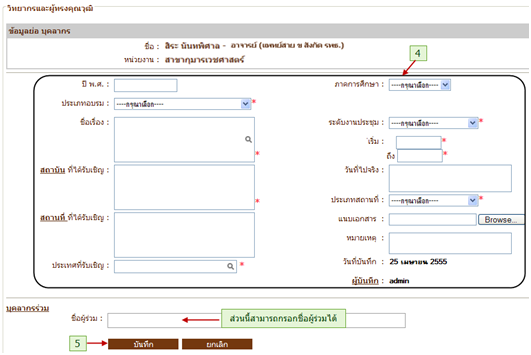 วิทยากรและผู้ทรงคุณวุฒิ
ข้อมูลย่อ บุคลากร
ชื่อ : สิระ นันทพิศาล - อาจารย์ (แพทย์สาย ข สังกัด รพช.)
หน่วยงาน : สาขากุมารเวชศาสตร์
4
ปี พ.ศ. :
ภาคการศึกษา : ----กรุณาเลือก----
ประเภทอบรม : ----กรุณาเลือก---- *
ชื่อเรื่อง : *
ระดับงานประชุม : ----กรุณาเลือก---- *
เริ่ม : *
ถึง *
สถาบัน ที่ได้รับเชิญ : *
วันที่ไปจริง :
ประเภทสถานที่ : ----กรุณาเลือก---- *
สถานที่ ที่ได้รับเชิญ :
แนบเอกสาร : Browse...
หมายเหตุ :
ประเทศที่รับเชิญ : *
วันที่บันทึก : 25 เมษายน 2555
ผู้บันทึก : admin
บุคลากรร่วม
ชื่อผู้ร่วม :
ส่วนนี้สามารถกรอกชื่อผู้ร่วมได้
5
บันทึก
ยกเลิก